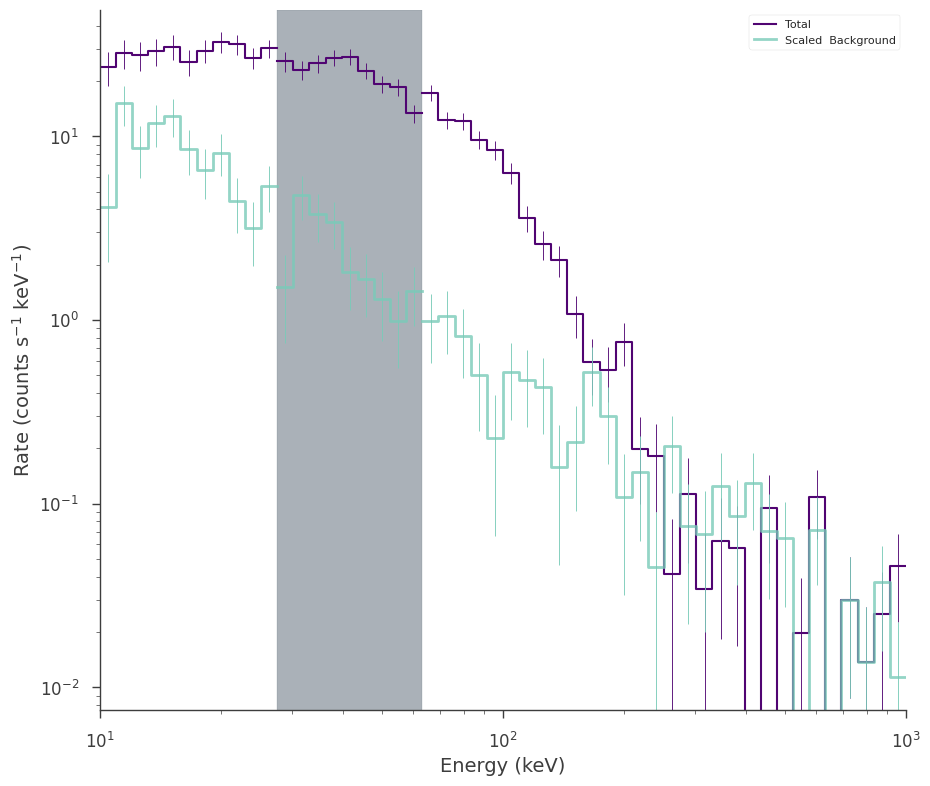 Total
Scaled  Background
Rate (counts s⁻¹ keV⁻¹)
10¹
10⁰
10⁻¹
10⁻²
10¹
10²
10³
Energy (keV)